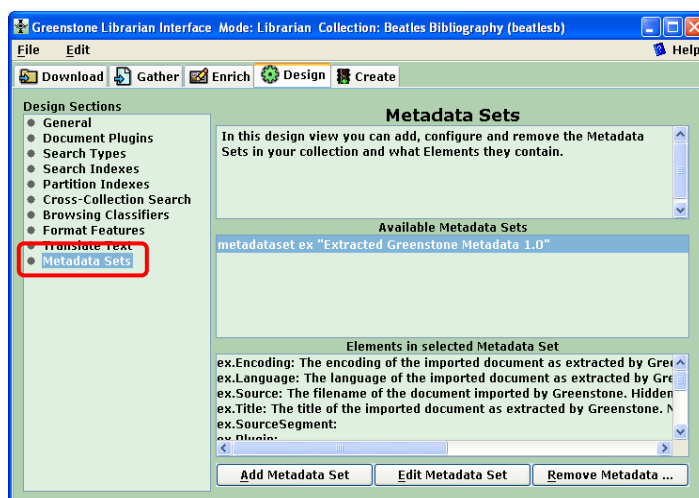 Greenstone Librarian Interface Mode: Librarian Collection: Beatles Bibliography (beatlesb)
File Edit Help
Download Gather Enrich Design Create
Design Sections
General
Document Plugins
Search Types
Search Indexes
Partition Indexes
Cross-Collection Search
Browsing Classifiers
Format Features
Translate Text
Metadata Sets
Metadata Sets
In this design view you can add, configure and remove the Metadata
Sets in your collection and what Elements they contain.
Available Metadata Sets
metadataset ex "Extracted Greenstone Metadata 1.0"
Elements in selected Metadata Set
ex.Encoding: The encoding of the imported document as extracted by Gree
ex.Language: The language of the imported document as extracted by Gre
ex.Source: The filename of the document imported by Greenstone. Hidden
ex.Title: The title of the imported document as extracted by Greenstone.
ex.SourceSegment:
ex.Plugin:
Add Metadata Set Edit Metadata Set Remove Metadata ...